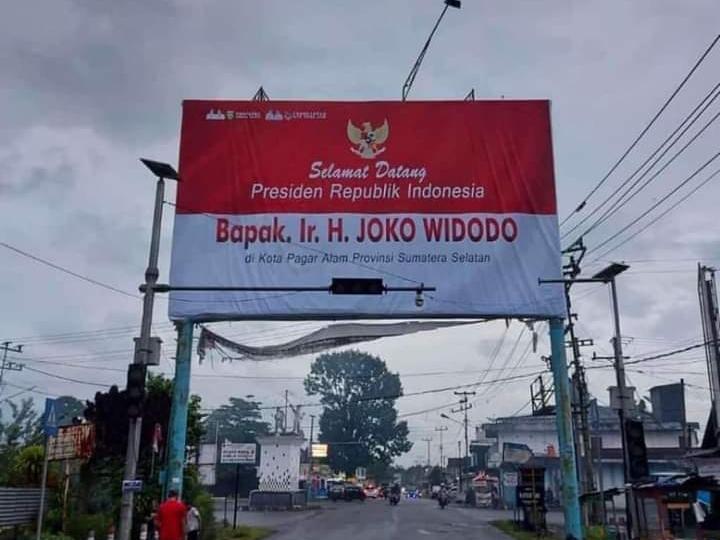 Selamat Datang
Presiden Republik Indonesia
Bapak. Ir. H. JOKO WIDODO
di Kota Pagar Alam Provinsi Sumatera Selatan